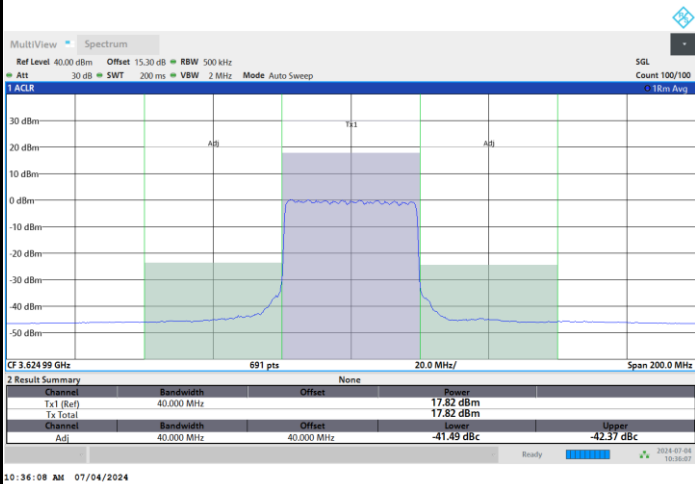 MultiView Spectrum
Ref Level 40.00 dBm Offset 15.30 dB RBW 500 kHz SGL
Att 30 dB SWT 200 ms VBW 2 MHz Mode Auto Sweep Count 100/100
1 ACLR 1Rm Avg
30 dBm
Tx1
20 dBm
Adj Adj
10 dBm
0 dBm
-10 dBm
-20 dBm
-30 dBm
-40 dBm
-50 dBm
CF 3.624 99 GHz 691 pts 20.0 MHz/ Span 200.0 MHz
2 Result Summary None
Channel Bandwidth Offset Power
Tx1 (Ref) 40.000 MHz 17.82 dBm
Tx Total 17.82 dBm
Channel Bandwidth Offset Lower Upper
Adj 40.000 MHz 40.000 MHz -41.49 dBc -42.37 dBc
Ready 2024-07-04
10:36:07
10:36:08 AM 07/04/2024